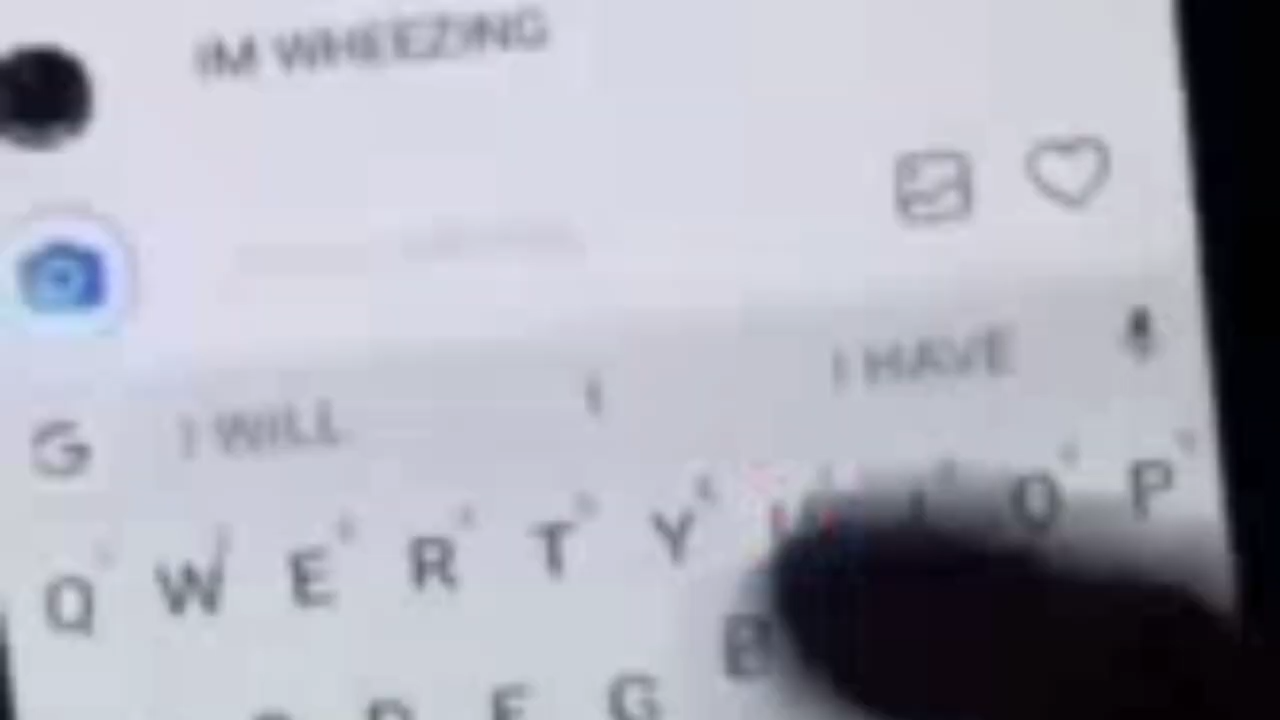 IM WHEEZING
I WILL I I HAVE
G
Q W E R T Y U I O P
D F G B